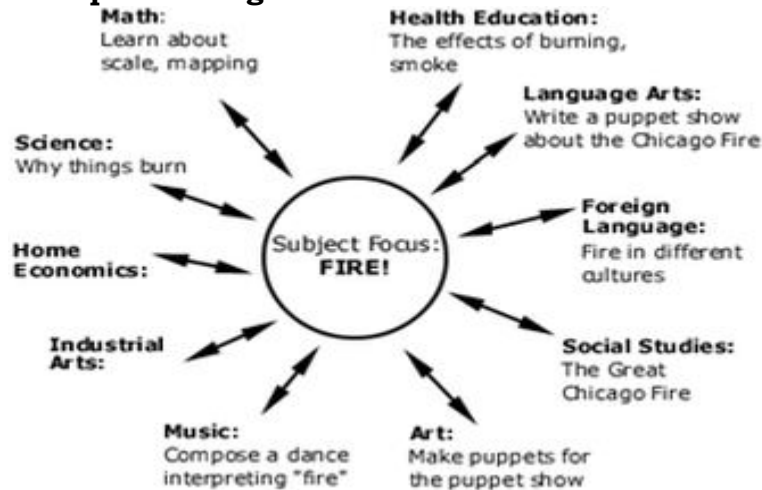 Math:
Learn about
scale, mapping
Health Education:
The effects of burning,
smoke
Language Arts:
Write a puppet show
about the Chicago Fire
Science:
Why things burn
Foreign
Language:
Fire in different
cultures
Subject Focus:
FIRE!
Home
Economics:
Industrial
Arts:
Social Studies:
The Great
Chicago Fire
Music:
Compose a dance
interpreting "fire"
Art:
Make puppets for
the puppet show